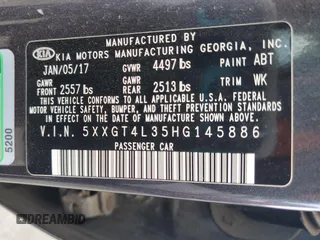 MANUFACTURED BY
KIA KIA MOTORS MANUFACTURING GEORGIA, INC.
JAN/05/17 GVWR 4497 lbs PAINT ABT
GAWR FRONT 2557 lbs GAWR REAR 2513 lbs TRIM WK
THIS VEHICLE CONFORMS TO ALL APPLICABLE
U.S. FEDERAL MOTOR VEHICLE SAFETY, BUMPER, AND
THEFT PREVENTION STANDARDS IN EFFECT ON THE
DATE OF MANUFACTURE SHOWN ABOVE.
V.I.N. 5XXGT4L35HG145886
PASSENGER CAR
5200
DREAMBID